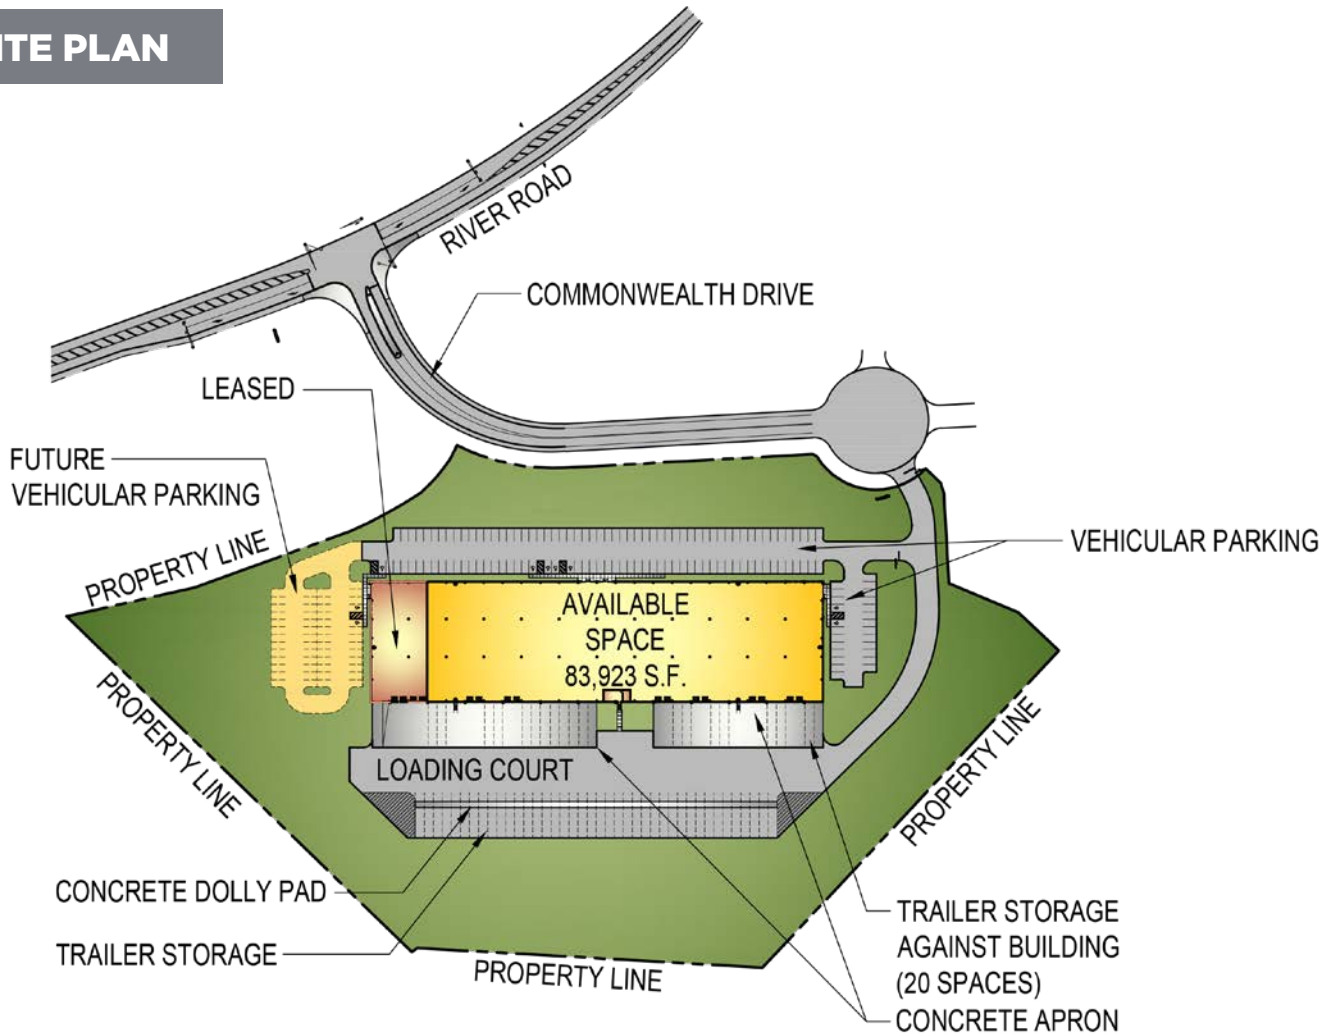 ITE PLAN
RIVER ROAD
COMMONWEALTH DRIVE
LEASED
FUTURE
VEHICULAR PARKING
PROPERTY LINE
VEHICULAR PARKING
AVAILABLE
SPACE
83,923 S.F.
PROPERTY LINE
PROPERTY LINE
LOADING COURT
CONCRETE DOLLY PAD
TRAILER STORAGE
PROPERTY LINE
TRAILER STORAGE
AGAINST BUILDING
(20 SPACES)
CONCRETE APRON